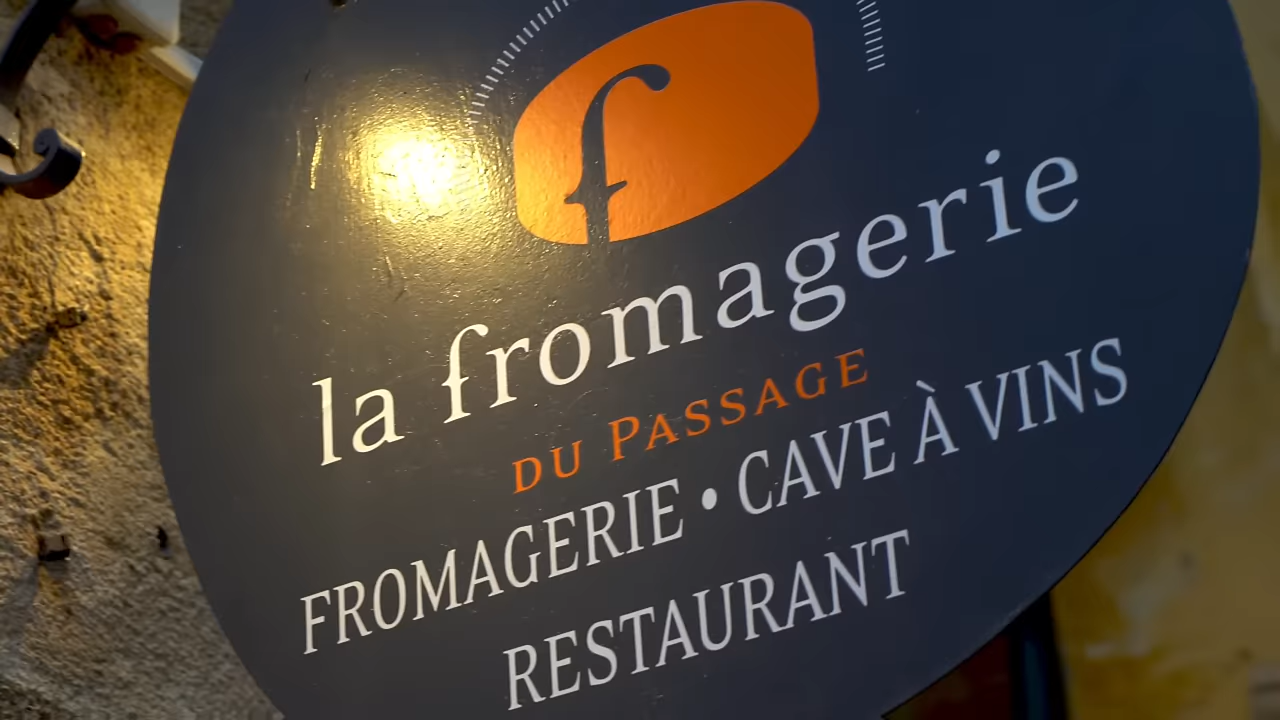 f
la fromagerie
DU PASSAGE
FROMAGERIE • CAVE À VINS
RESTAURANT